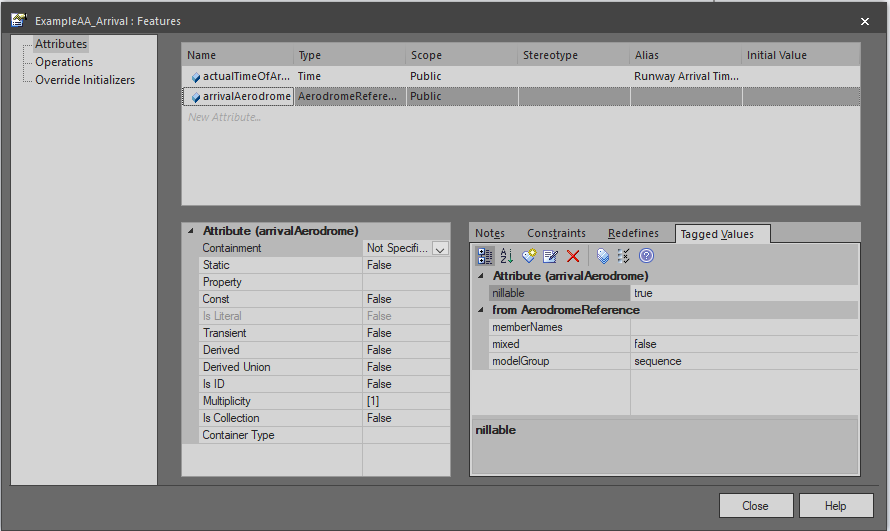 ExampleAA_Arrival : Features
Attributes
Operations
Override Initializers
Name Type Scope Stereotype Alias Initial Value
actualTimeOfAr... Time Public Runway Arrival Tim...
arrivalAerodrome AerodromeRefere... Public
New Attribute...
Attribute (arrivalAerodrome)
Containment Not Specifi...
Static False
Property
Const False
Is Literal False
Transient False
Derived False
Derived Union False
Is ID False
Multiplicity [1]
Is Collection False
Container Type
Notes Constraints Redefines Tagged Values
Attribute (arrivalAerodrome)
nillable true
from AerodromeReference
memberNames
mixed false
modelGroup sequence
nillable
Close Help